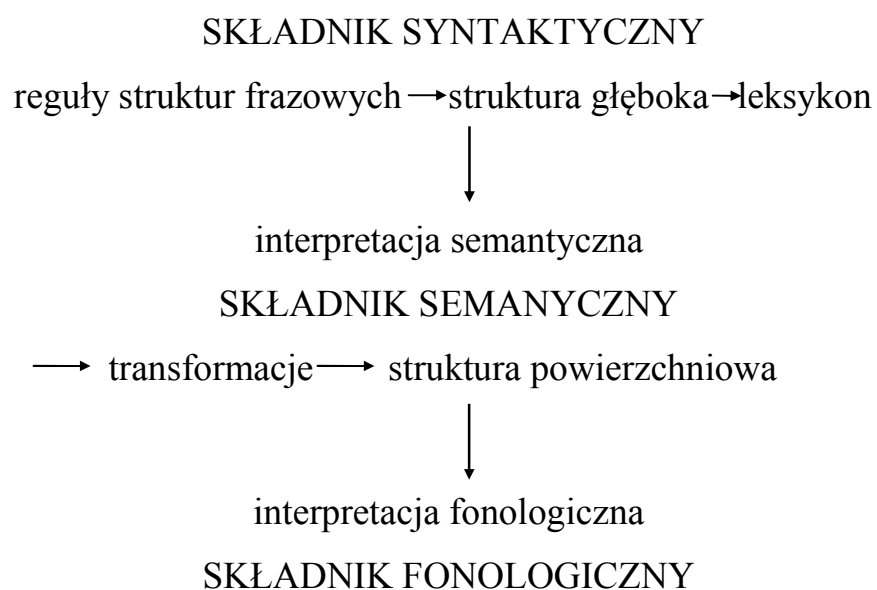 SKŁADNIK SYNTAKTYCZNY
reguły struktur frazowych → struktura głęboka → leksykon
interpretacja semantyczna
SKŁADNIK SEMANYCZNY
→ transformacje → struktura powierzchniowa
interpretacja fonologiczna
SKŁADNIK FONOLOGICZNY